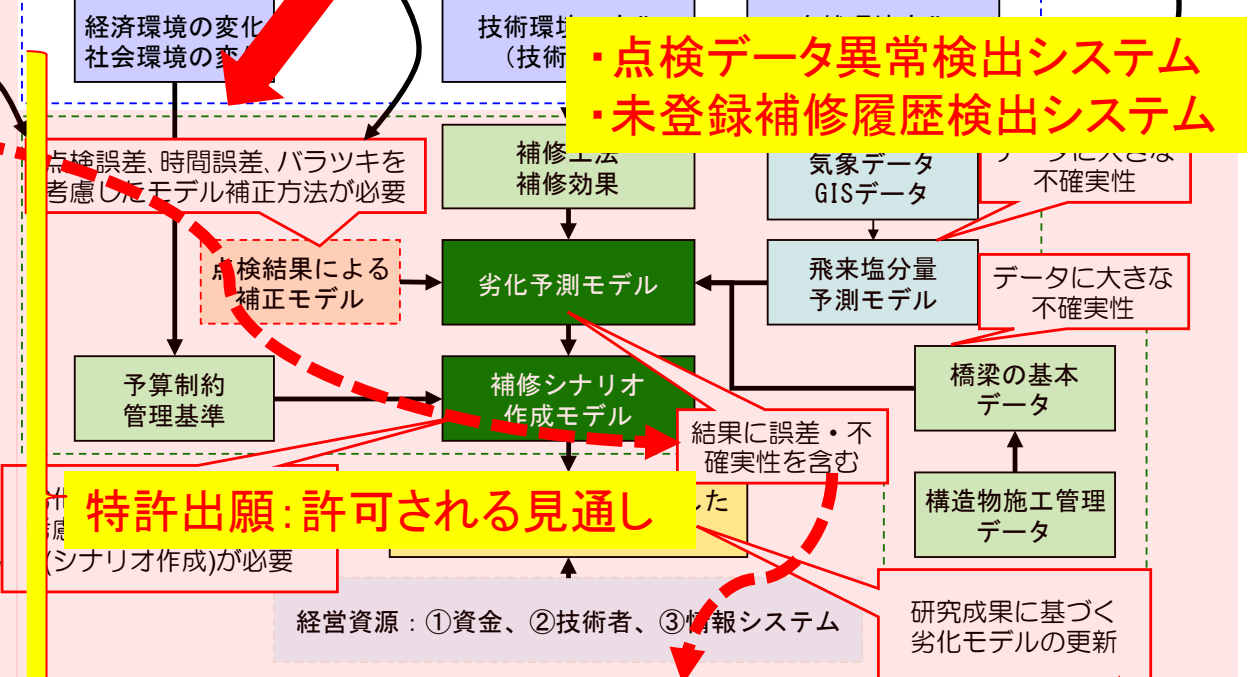 経済環境の変化
社会環境の変
技術環境
(技術
・点検データ異常検出システム
・未登録補修履歴検出システム
点検誤差、時間誤差、バラツキを
考慮したモデル補正方法が必要
補修工法
補修効果
気象データ
GISデータ
データに大きな
不確実性
点検結果による
補正モデル
劣化予測モデル
飛来塩分量
予測モデル
データに大きな
不確実性
予算制約
管理基準
補修シナリオ
作成モデル
橋梁の基本
データ
結果に誤差・不
確実性を含む
特許出願:許可される見通し
した
(シナリオ作成)が必要
構造物施工管理
データ
経営資源:①資金、②技術者、③情報システム
研究成果に基づく
劣化モデルの更新